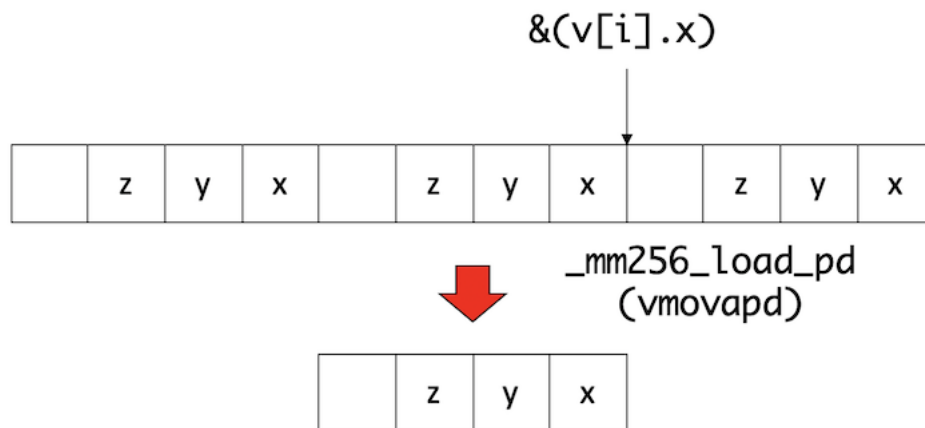 &(v[i].x)
z y x z y x z y x
_mm256_load_pd
(vmovapd)
z y x